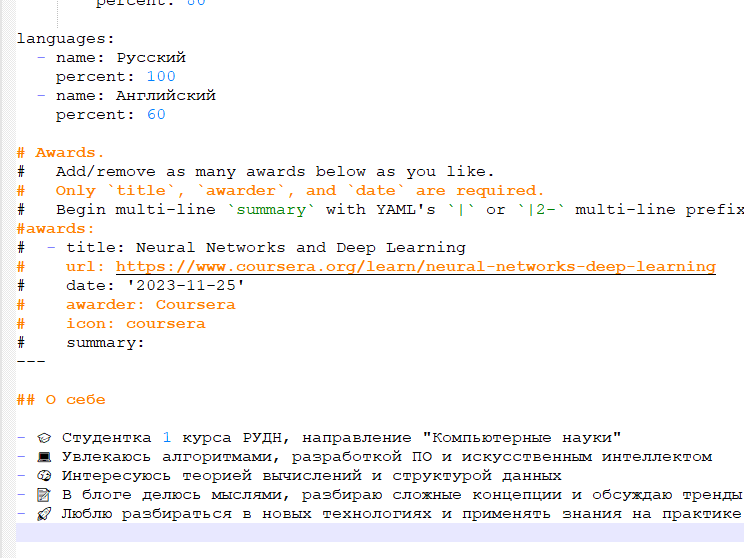 percent: 80
languages:
- name: Русский
percent: 100
- name: Английский
percent: 60
# Awards.
#   Add/remove as many awards below as you like.
#   Only `title`, `awarder`, and `date` are required.
#   Begin multi-line `summary` with YAML's `|` or `|2-` multi-line prefix
#awards:
#  - title: Neural Networks and Deep Learning
#    url: https://www.coursera.org/learn/neural-networks-deep-learning
#    date: '2023-11-25'
#    awarder: Coursera
#    icon: coursera
#    summary:
---
## О себе
- 🎓 Студентка 1 курса РУДН, направление "Компьютерные науки"
- 💻 Увлекаюсь алгоритмами, разработкой ПО и искусственным интеллектом
- 🧠 Интересуюсь теорией вычислений и структурой данных
- 📝 В блоге делюсь мыслями, разбираю сложные концепции и обсуждаю тренды
- 🚀 Люблю разбираться в новых технологиях и применять знания на практике